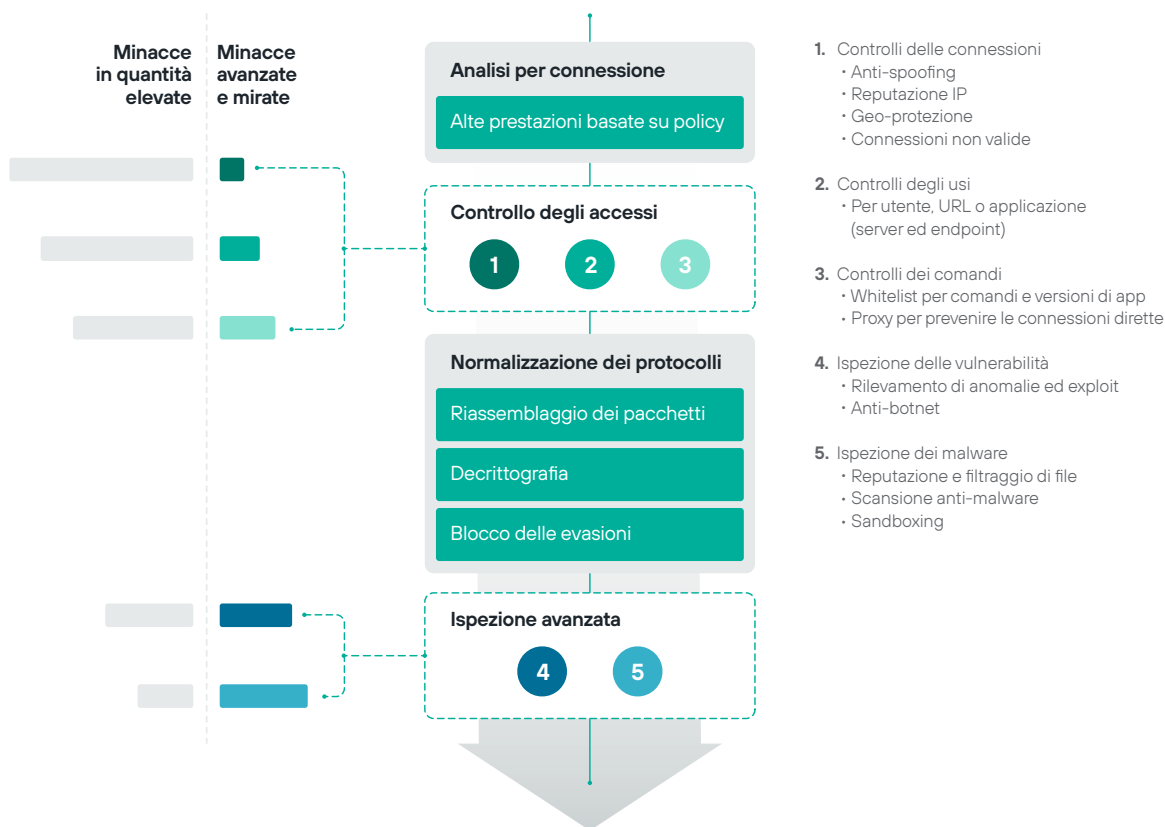 Minacce
in quantità
elevate
Minacce
avanzate
e mirate
Analisi per connessione
Alte prestazioni basate su policy
Controllo degli accessi
1
2
3
Normalizzazione dei protocolli
Riassemblaggio dei pacchetti
Decrittografia
Blocco delle evasioni
Ispezione avanzata
4
5
1. Controlli delle connessioni
· Anti-spoofing
· Reputazione IP
· Geo-protezione
· Connessioni non valide
2. Controlli degli usi
· Per utente, URL o applicazione
(server ed endpoint)
3. Controlli dei comandi
· Whitelist per comandi e versioni di app
· Proxy per prevenire le connessioni dirette
4. Ispezione delle vulnerabilità
· Rilevamento di anomalie ed exploit
· Anti-botnet
5. Ispezione dei malware
· Reputazione e filtraggio di file
· Scansione anti-malware
· Sandboxing